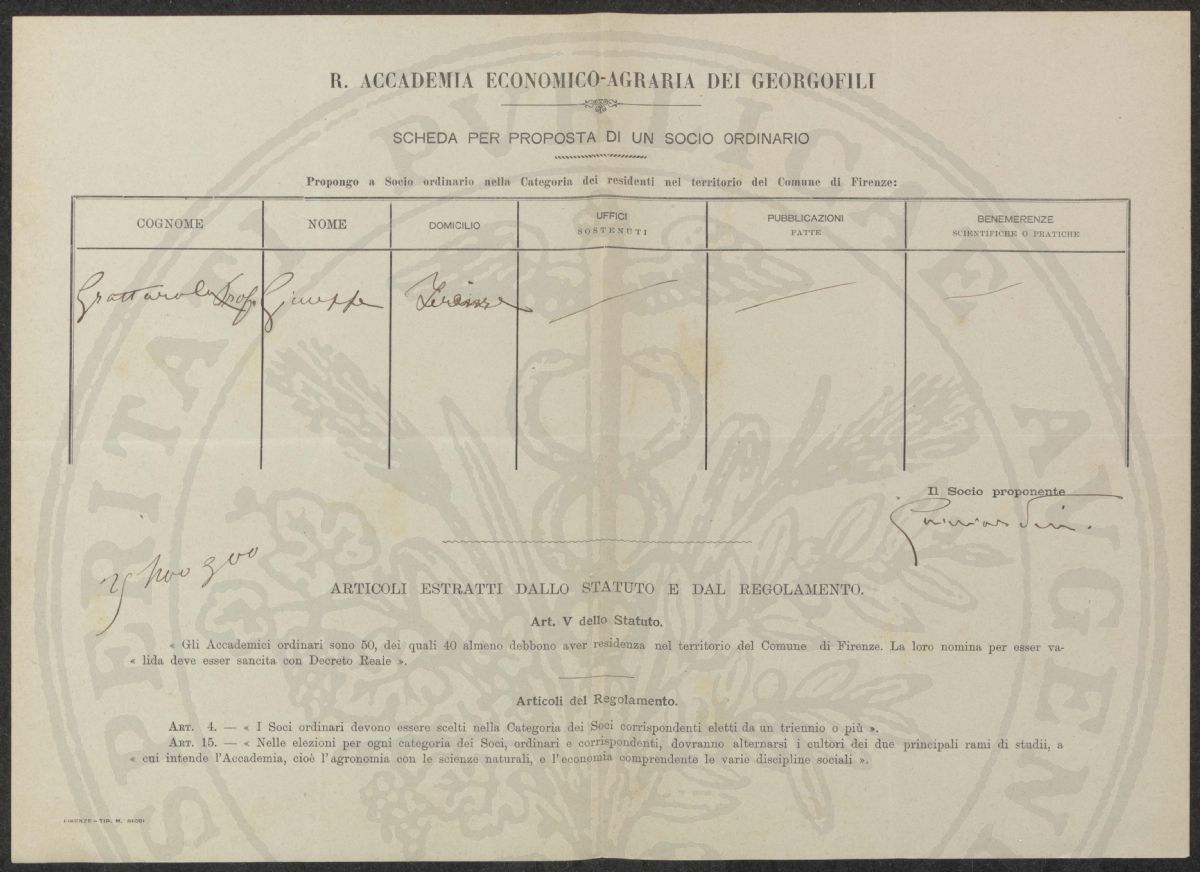 R. ACCADEMIA ECONOMICO-AGRARIA DEI GEORGOFILI
SCHEDA PER PROPOSTA DI UN SOCIO ORDINARIO
Propongo a Socio ordinario nella Categoria dei residenti nel territorio del Comune di Firenze:
COGNOME NOME DOMICILIO UFFICI SOSTENUTI PUBBLICAZIONI FATTE BENEMERENZE SCIENTIFICHE O PRATICHE
Grattarola Prof. Giuseppe Firenze
Il Socio proponente
ARTICOLI ESTRATTI DALLO STATUTO E DAL REGOLAMENTO.
Art. V dello Statuto.
« Gli Accademici ordinari sono 50, dei quali 40 almeno debbono aver residenza nel territorio del Comune di Firenze. La loro nomina per esser va-
« lida deve esser sancita con Decreto Reale ».
Articoli del Regolamento.
ART. 4. — « I Soci ordinari devono essere scelti nella Categoria dei Soci corrispondenti eletti da un triennio o più ».
ART. 15. — « Nelle elezioni per ogni categoria dei Soci, ordinari e corrispondenti, dovranno alternarsi i cultori dei due principali rami di studii, a
« cui intende l'Accademia, cioè l'agronomia con le scienze naturali, e l'economia comprendente le varie discipline sociali ».
FIRENZE - TIP. M. RICCI